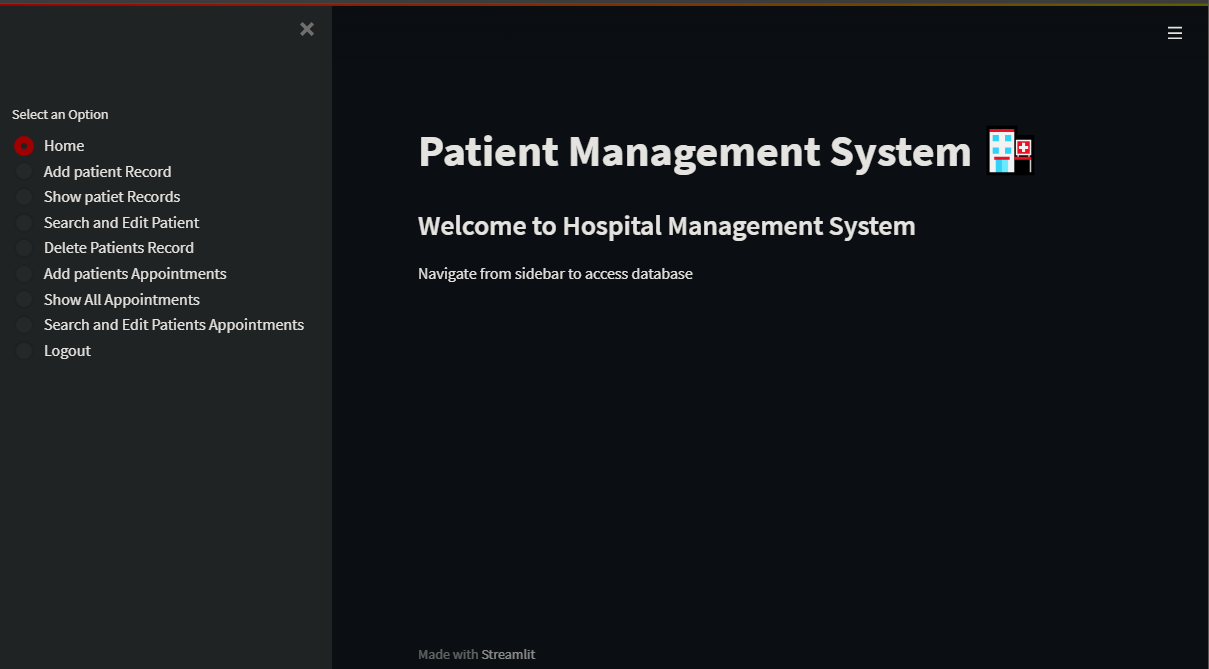 Select an Option
Home
Add patient Record
Show patiet Records
Search and Edit Patient
Delete Patients Record
Add patients Appointments
Show All Appointments
Search and Edit Patients Appointments
Logout
Patient Management System
Welcome to Hospital Management System
Navigate from sidebar to access database
Made with Streamlit